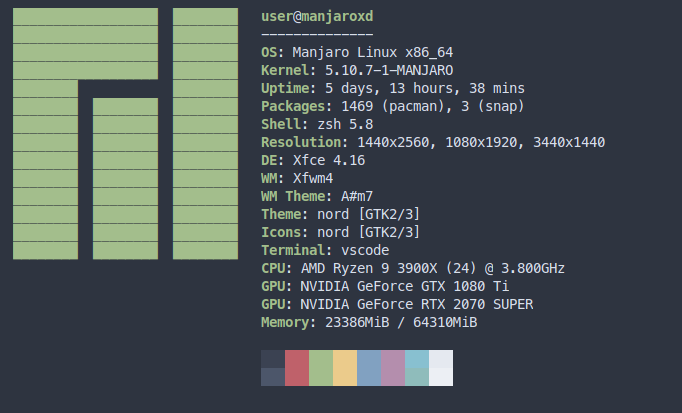 user@manjaroxd
--------------
OS: Manjaro Linux x86_64
Kernel: 5.10.7-1-MANJARO
Uptime: 5 days, 13 hours, 38 mins
Packages: 1469 (pacman), 3 (snap)
Shell: zsh 5.8
Resolution: 1440x2560, 1080x1920, 3440x1440
DE: Xfce 4.16
WM: Xfwm4
WM Theme: A#m7
Theme: nord [GTK2/3]
Icons: nord [GTK2/3]
Terminal: vscode
CPU: AMD Ryzen 9 3900X (24) @ 3.800GHz
GPU: NVIDIA GeForce GTX 1080 Ti
GPU: NVIDIA GeForce RTX 2070 SUPER
Memory: 23386MiB / 64310MiB